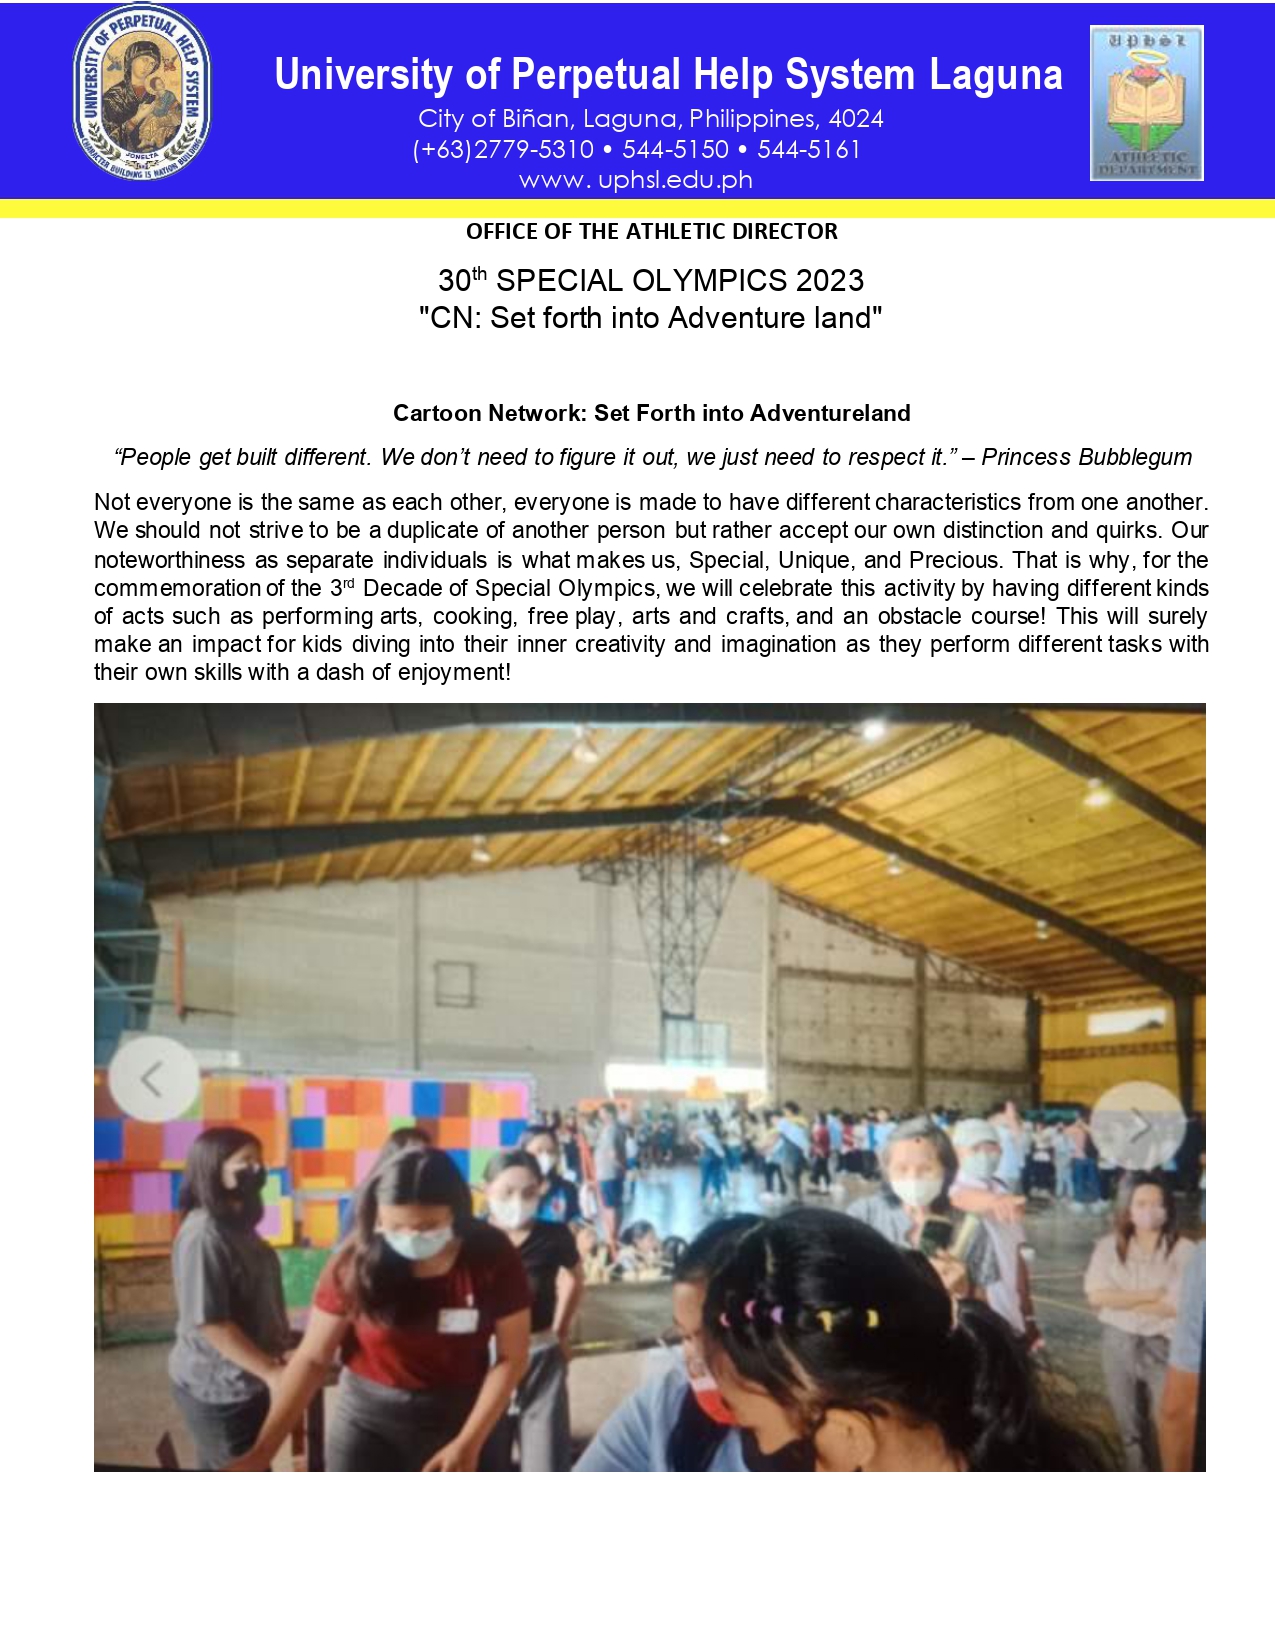 UNIVERSITY OF PERPETUAL HELP SYSTEM
JONELTA
CHARACTER BUILDING IS NATION BUILDING
University of Perpetual Help System Laguna
City of Biñan, Laguna, Philippines, 4024
(+63)2779-5310 • 544-5150 • 544-5161
www. uphsl.edu.ph
UPHSL
ATHLETIC
DEPARTMENT
OFFICE OF THE ATHLETIC DIRECTOR
30th SPECIAL OLYMPICS 2023
"CN: Set forth into Adventure land"
Cartoon Network: Set Forth into Adventureland
“People get built different. We don’t need to figure it out, we just need to respect it.” – Princess Bubblegum
Not everyone is the same as each other, everyone is made to have different characteristics from one another.
We should not strive to be a duplicate of another person but rather accept our own distinction and quirks. Our
noteworthiness as separate individuals is what makes us, Special, Unique, and Precious. That is why, for the
commemoration of the 3rd Decade of Special Olympics, we will celebrate this activity by having different kinds
of acts such as performing arts, cooking, free play, arts and crafts, and an obstacle course! This will surely
make an impact for kids diving into their inner creativity and imagination as they perform different tasks with
their own skills with a dash of enjoyment!